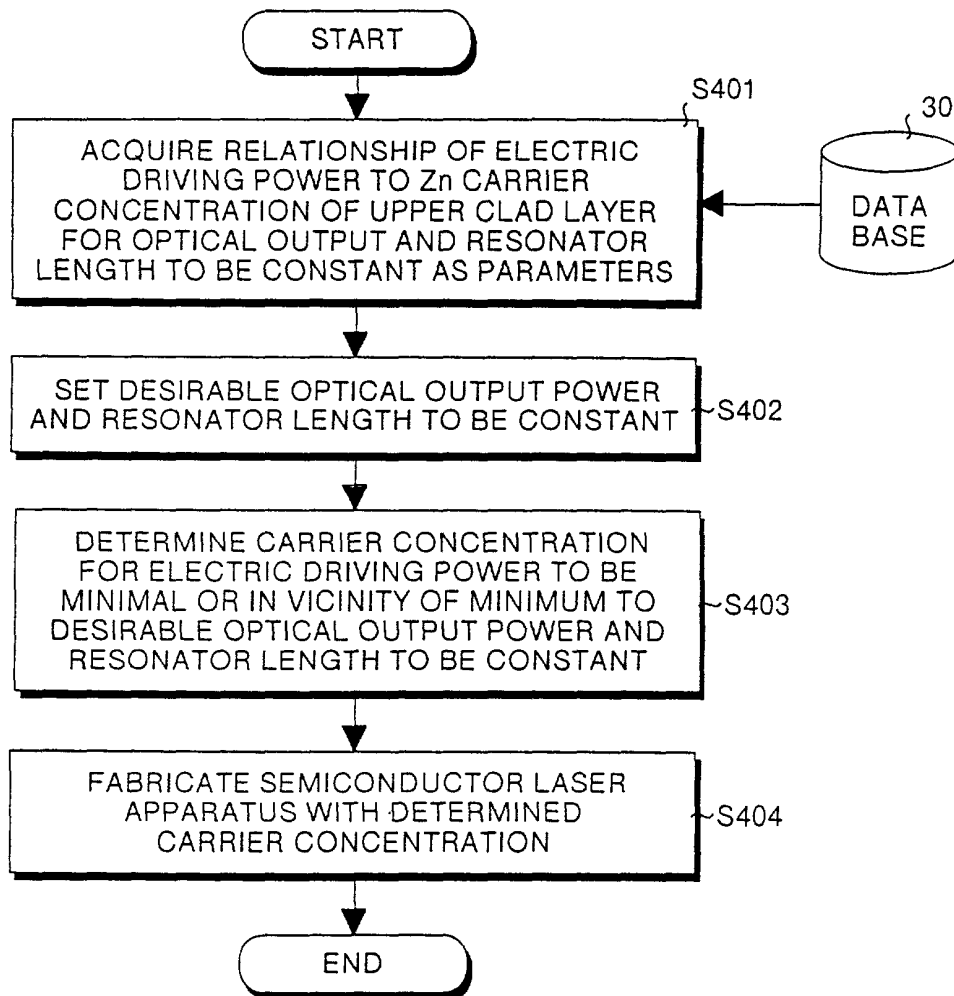 START
S401
30
ACQUIRE RELATIONSHIP OF ELECTRIC
DRIVING POWER TO Zn CARRIER
CONCENTRATION OF UPPER CLAD LAYER
FOR OPTICAL OUTPUT AND RESONATOR
LENGTH TO BE CONSTANT AS PARAMETERS
DATA
BASE
SET DESIRABLE OPTICAL OUTPUT POWER
AND RESONATOR LENGTH TO BE CONSTANT
S402
DETERMINE CARRIER CONCENTRATION
FOR ELECTRIC DRIVING POWER TO BE
MINIMAL OR IN VICINITY OF MINIMUM TO
DESIRABLE OPTICAL OUTPUT POWER AND
RESONATOR LENGTH TO BE CONSTANT
S403
FABRICATE SEMICONDUCTOR LASER
APPARATUS WITH DETERMINED
CARRIER CONCENTRATION
S404
END